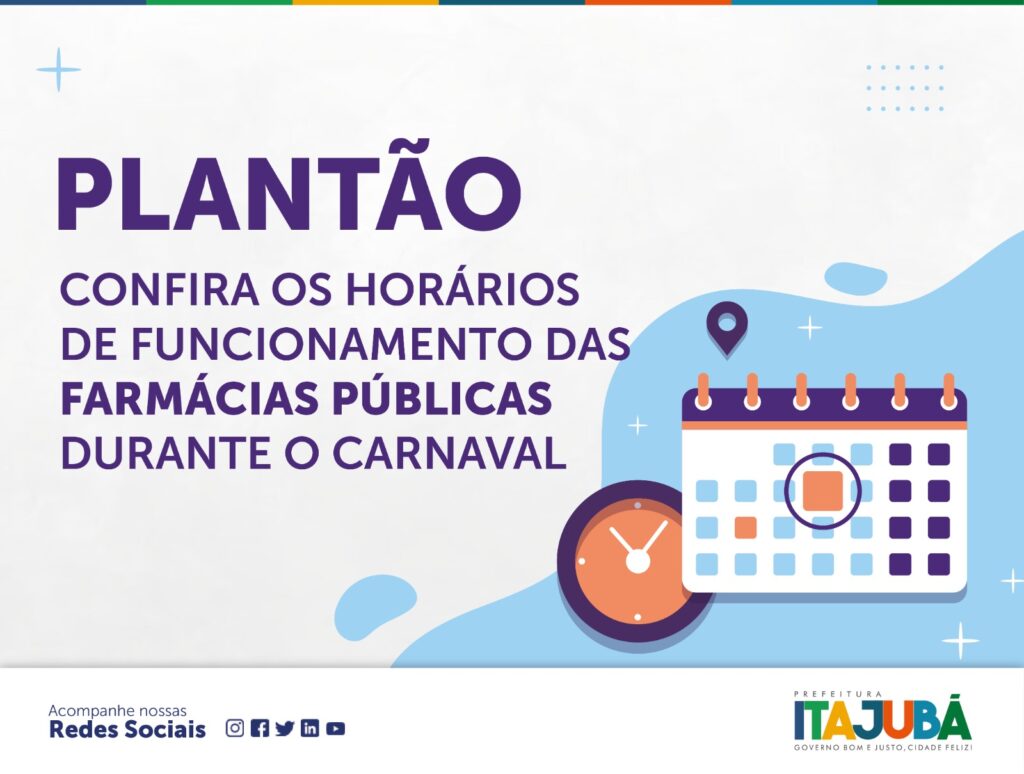 PLANTÃO
CONFIRA OS HORÁRIOS
DE FUNCIONAMENTO DAS
FARMÁCIAS PÚBLICAS
DURANTE O CARNAVAL
Acompanhe nossas
Redes Sociais
PREFEITURA
ITAJUBÁ
GOVERNO BOM E JUSTO, CIDADE FELIZ!